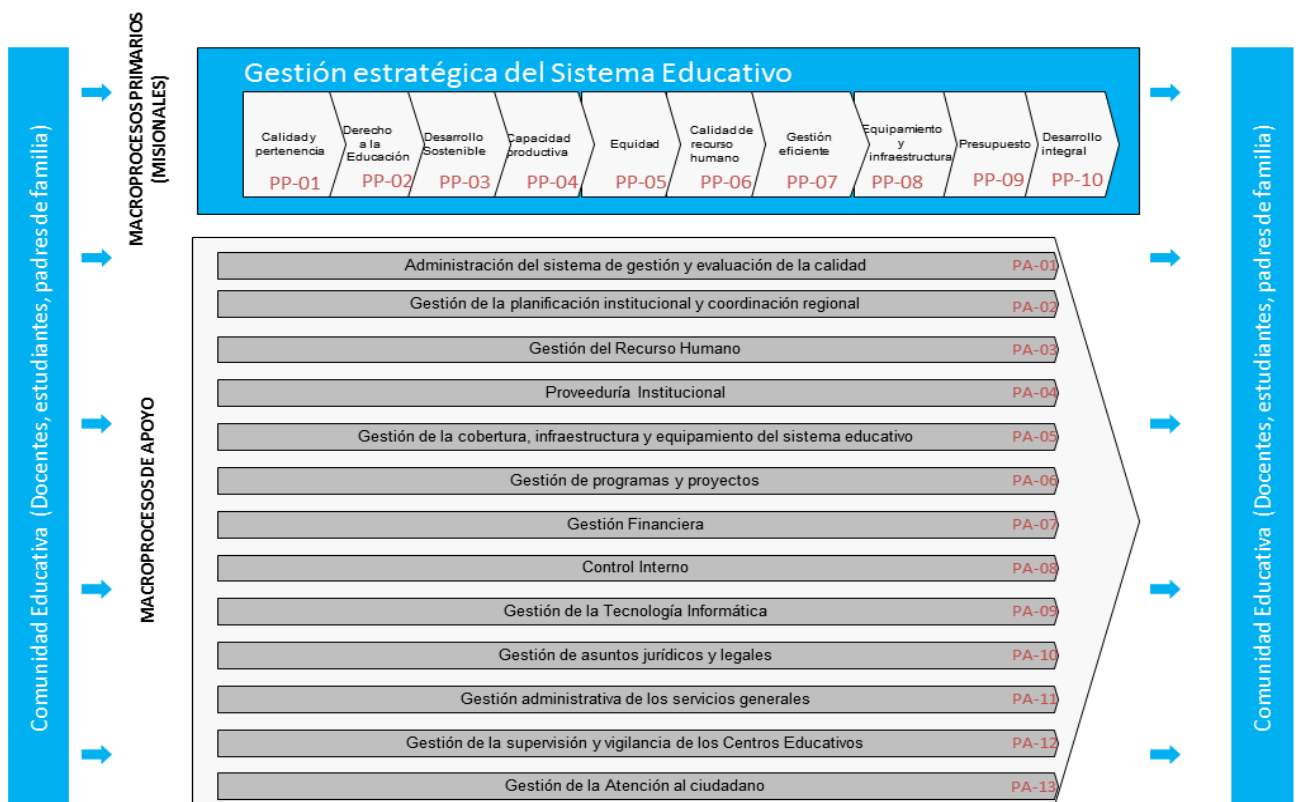 Comunidad Educativa (Docentes, estudiantes, padres de familia)
MACROPROCESOS PRIMARIOS
(MISIONALES)
Gestión estratégica del Sistema Educativo
Calidad y
pertenencia
PP-01
Derecho
a la
Educación
PP-02
Desarrollo
Sostenible
PP-03
Capacidad
productiva
PP-04
Equidad
PP-05
Calidad de
recurso
humano
PP-06
Gestión
eficiente
PP-07
Equipamiento
y
infraestructura
PP-08
Presupuesto
PP-09
Desarrollo
integral
PP-10
MACROPROCESOS DE APOYO
Administración del sistema de gestión y evaluación de la calidad PA-01
Gestión de la planificación institucional y coordinación regional PA-02
Gestión del Recurso Humano PA-03
Proveeduría Institucional PA-04
Gestión de la cobertura, infraestructura y equipamiento del sistema educativo PA-05
Gestión de programas y proyectos PA-06
Gestión Financiera PA-07
Control Interno PA-08
Gestión de la Tecnología Informática PA-09
Gestión de asuntos jurídicos y legales PA-10
Gestión administrativa de los servicios generales PA-11
Gestión de la supervisión y vigilancia de los Centros Educativos PA-12
Gestión de la Atención al ciudadano PA-13
Comunidad Educativa (Docentes, estudiantes, padres de familia)